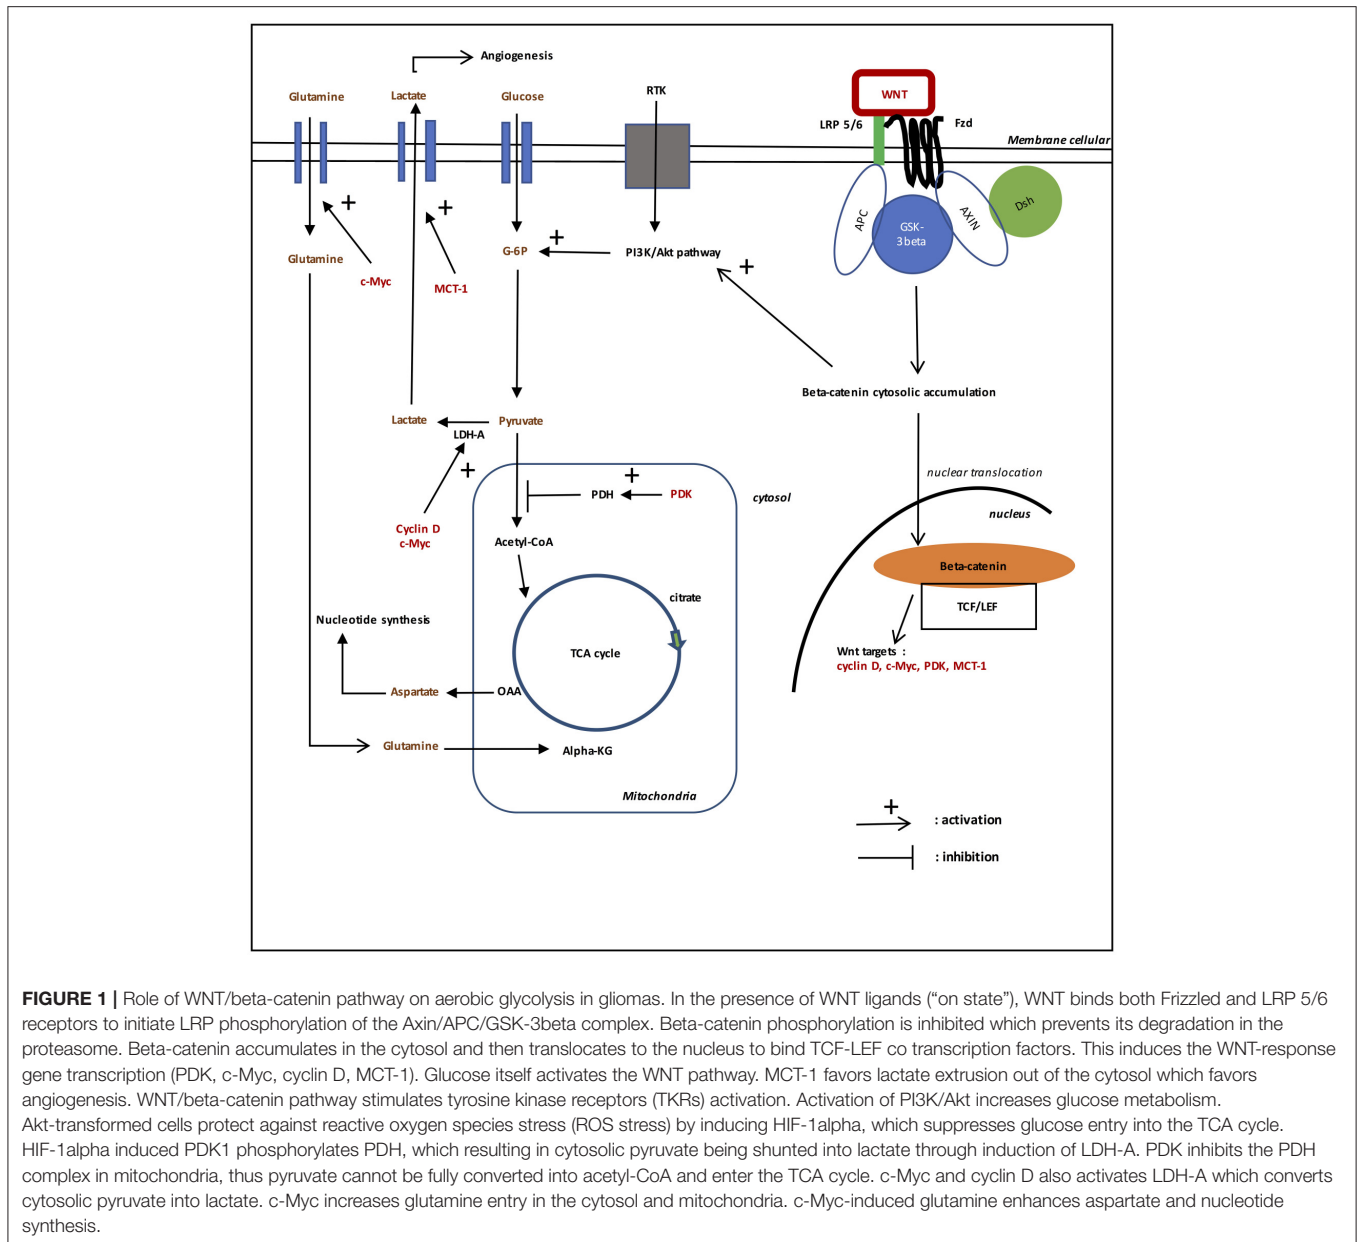 Angiogenesis
Glutamine
Lactate
Glucose
RTK
WNT
LRP 5/6
Fzd
Membrane cellular
+
+
APC
GSK-
3beta
AXIN
Dsh
Glutamine
c-Myc
MCT-1
G-6P
+
PI3K/Akt pathway
+
Beta-catenin cytosolic accumulation
Lactate
Pyruvate
LDH-A
+
Cyclin D
c-Myc
PDH
+
PDK
cytosol
nuclear translocation
nucleus
Acetyl-CoA
Beta-catenin
TCF/LEF
citrate
Nucleotide synthesis
TCA cycle
Wnt targets :
cyclin D, c-Myc, PDK, MCT-1
Aspartate
OAA
Glutamine
Alpha-KG
Mitochondria
+
: activation
: inhibition
FIGURE 1 | Role of WNT/beta-catenin pathway on aerobic glycolysis in gliomas. In the presence of WNT ligands (“on state”), WNT binds both Frizzled and LRP 5/6
receptors to initiate LRP phosphorylation of the Axin/APC/GSK-3beta complex. Beta-catenin phosphorylation is inhibited which prevents its degradation in the
proteasome. Beta-catenin accumulates in the cytosol and then translocates to the nucleus to bind TCF-LEF co transcription factors. This induces the WNT-response
gene transcription (PDK, c-Myc, cyclin D, MCT-1). Glucose itself activates the WNT pathway. MCT-1 favors lactate extrusion out of the cytosol which favors
angiogenesis. WNT/beta-catenin pathway stimulates tyrosine kinase receptors (TKRs) activation. Activation of PI3K/Akt increases glucose metabolism.
Akt-transformed cells protect against reactive oxygen species stress (ROS stress) by inducing HIF-1alpha, which suppresses glucose entry into the TCA cycle.
HIF-1alpha induced PDK1 phosphorylates PDH, which resulting in cytosolic pyruvate being shunted into lactate through induction of LDH-A. PDK inhibits the PDH
complex in mitochondria, thus pyruvate cannot be fully converted into acetyl-CoA and enter the TCA cycle. c-Myc and cyclin D also activates LDH-A which converts
cytosolic pyruvate into lactate. c-Myc increases glutamine entry in the cytosol and mitochondria. c-Myc-induced glutamine enhances aspartate and nucleotide
synthesis.